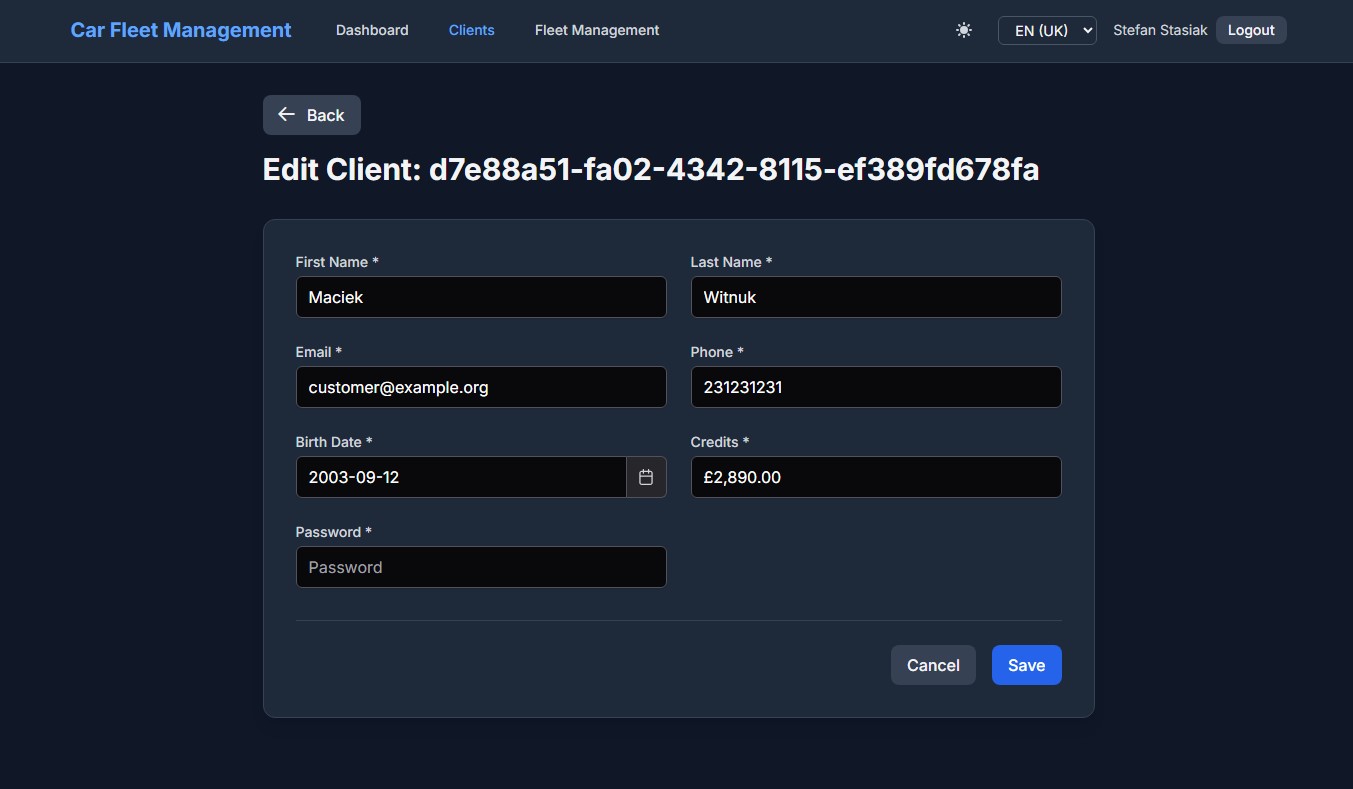 Car Fleet Management Dashboard Clients Fleet Management EN (UK) Stefan Stasiak Logout
Back
Edit Client: d7e88a51-fa02-4342-8115-ef389fd678fa
First Name * Last Name *
Maciek Witnuk
Email * Phone *
customer@example.org 231231231
Birth Date * Credits *
2003-09-12 £2,890.00
Password *
Password
Cancel Save